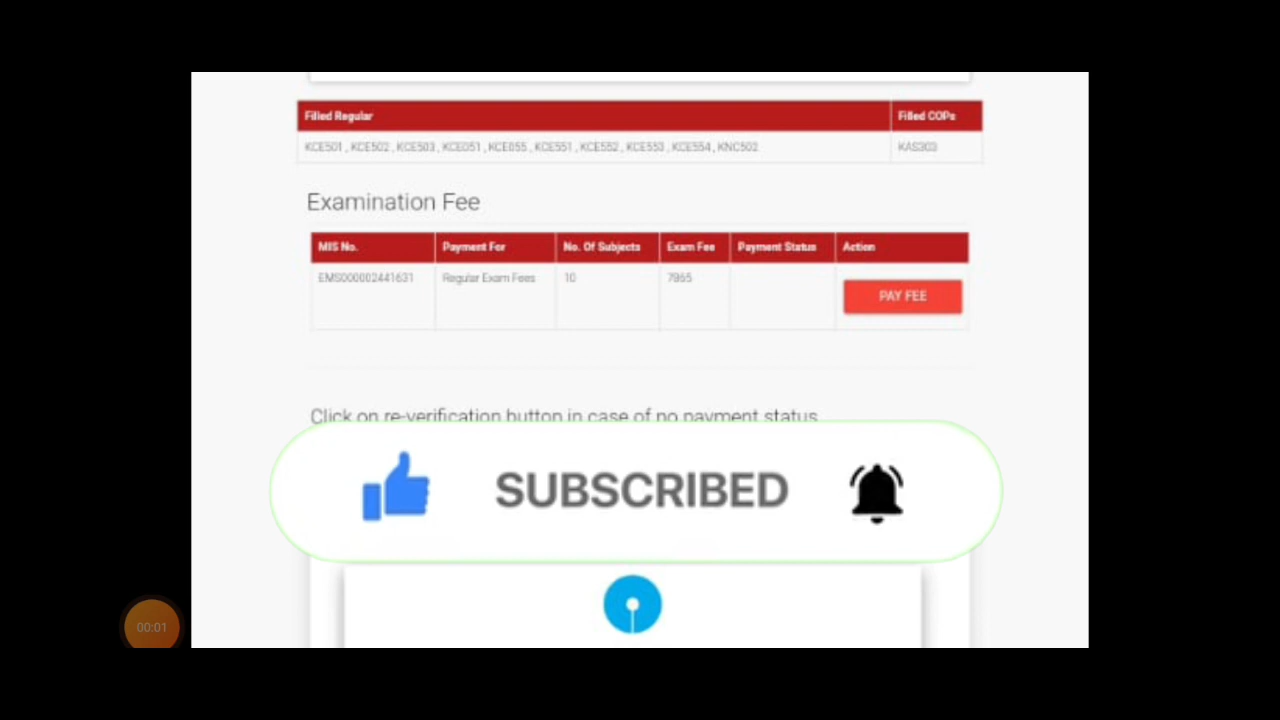 Filled Regular Filled COPs
KCE501 , KCE502 , KCE503 , KCE051 , KCE055 , KCE551 , KCE552 , KCE553 , KCE554 , KNC502 KAS303
Examination Fee
MIS No. Payment For No. Of Subjects Exam Fee Payment Status Action
EMS000002441631 Regular Exam Fees 10 7865 PAY FEE
Click on re-verification button in case of no payment status
SUBSCRIBED
00:01